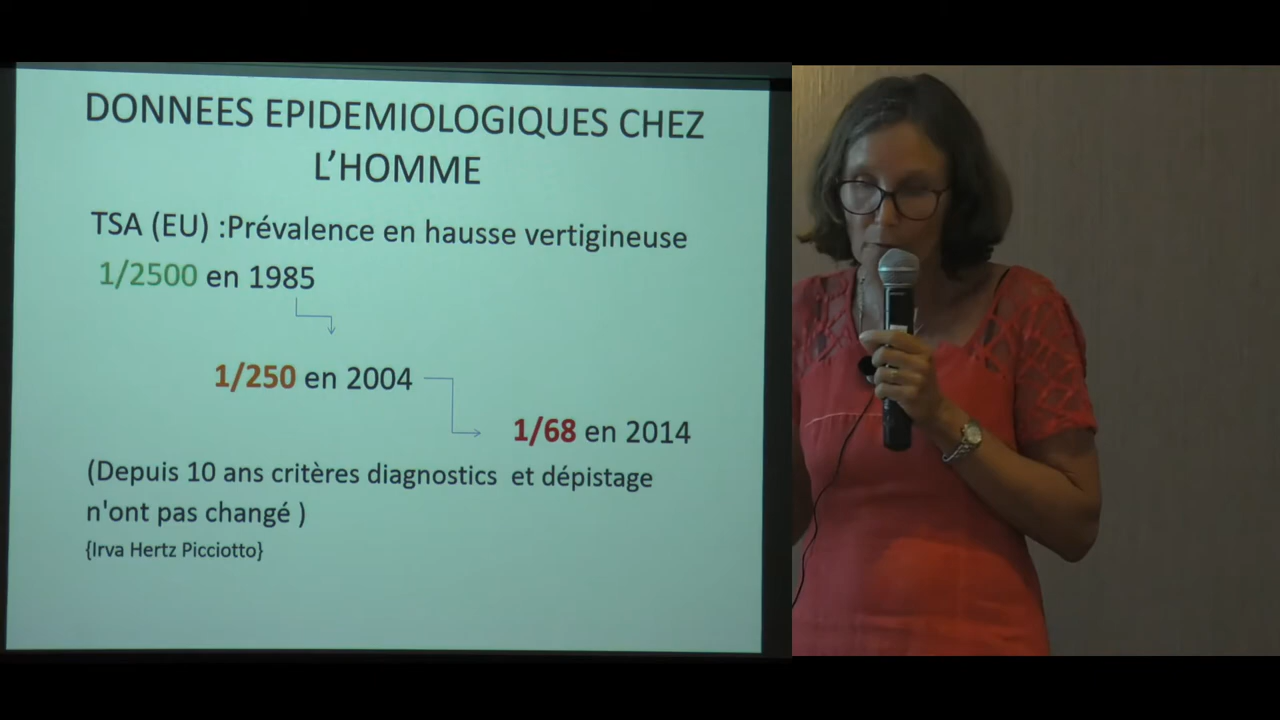 DONNEES EPIDEMIOLOGIQUES CHEZ
L'HOMME
TSA (EU) :Prévalence en hausse vertigineuse
1/2500 en 1985
1/250 en 2004
1/68 en 2014
(Depuis 10 ans critères diagnostics et dépistage
n'ont pas changé )
{Irva Hertz Picciotto}